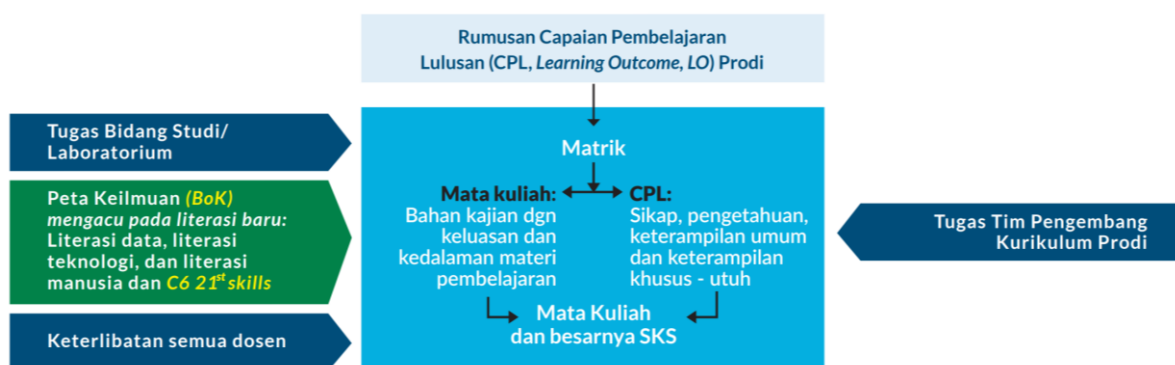 Rumusan Capaian Pembelajaran
Lulusan (CPL, Learning Outcome, LO) Prodi
Tugas Bidang Studi/
Laboratorium
Peta Keilmuan (BoK)
mengacu pada literasi baru:
Literasi data, literasi
teknologi, dan literasi
manusia dan C6 21st skills
Keterlibatan semua dosen
Matrik
Mata kuliah:
Bahan kajian dgn
keluasan dan
kedalaman materi
pembelajaran
CPL:
Sikap, pengetahuan,
keterampilan umum
dan keterampilan
khusus - utuh
Mata Kuliah
dan besarnya SKS
Tugas Tim Pengembang
Kurikulum Prodi